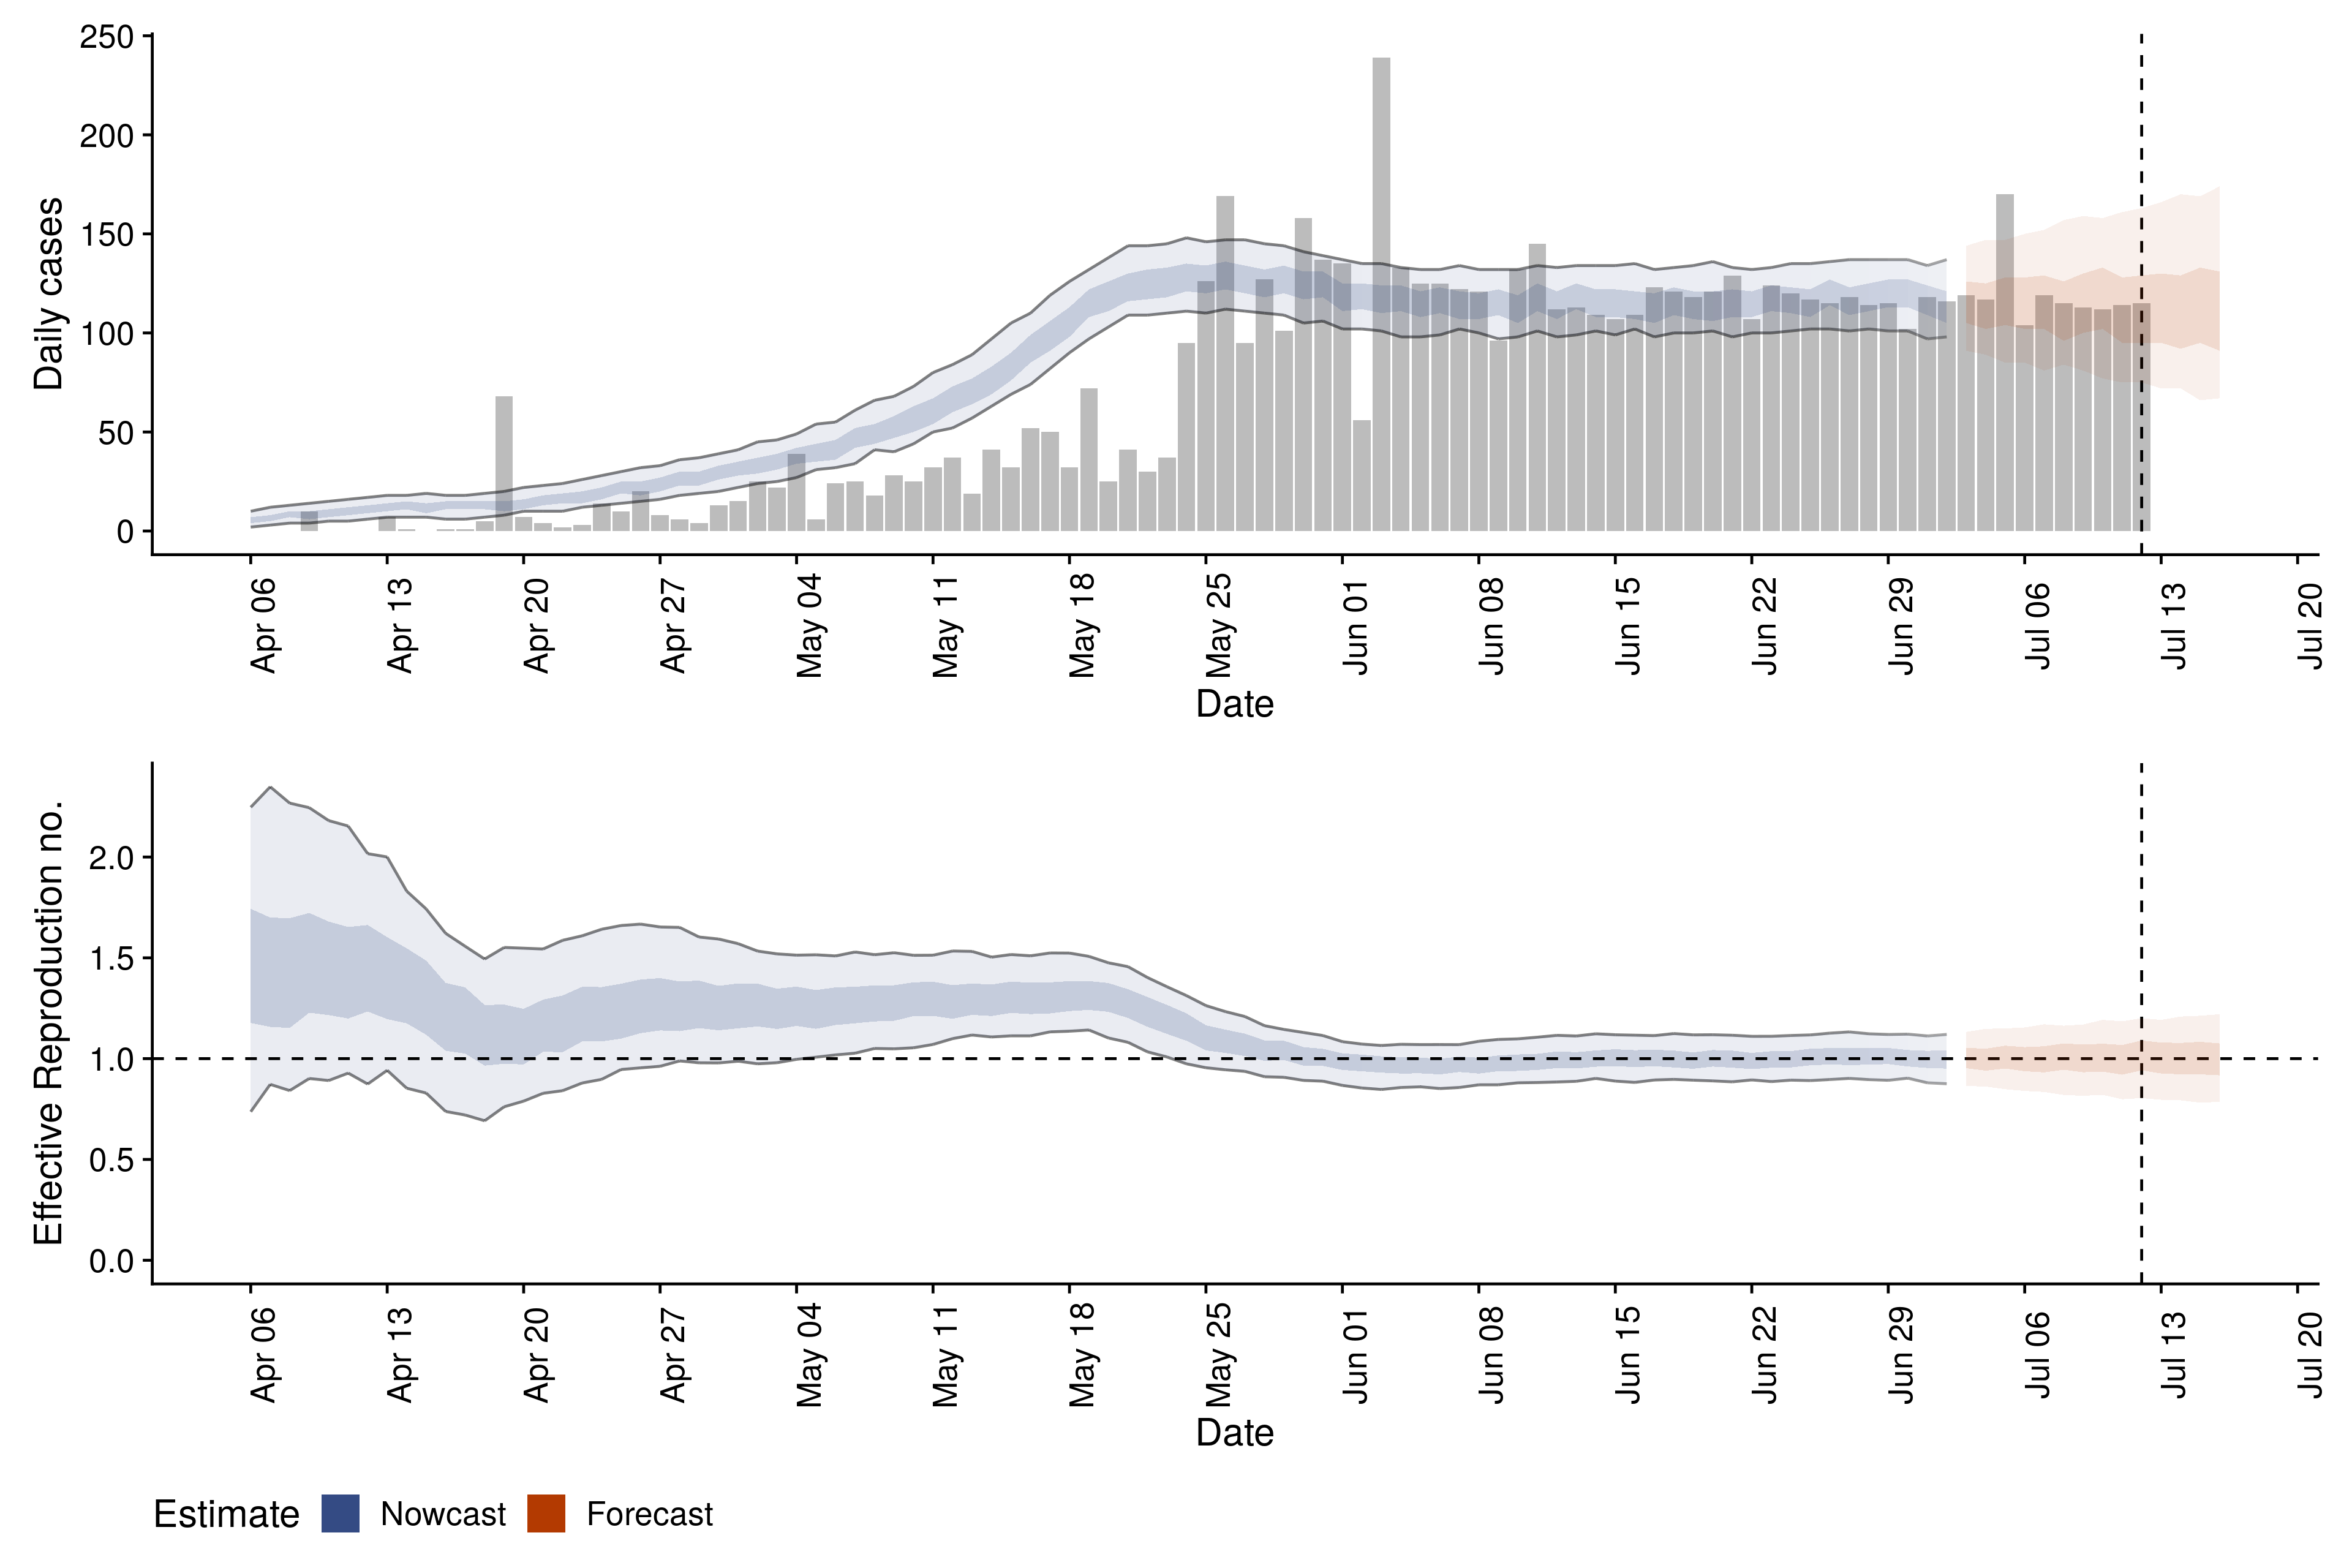 250
200
150
100
50
0
Daily cases
Apr 06 Apr 13 Apr 20 Apr 27 May 04 May 11 May 18 May 25 Jun 01 Jun 08 Jun 15 Jun 22 Jun 29 Jul 06 Jul 13 Jul 20
Date
2.0
1.5
1.0
0.5
0.0
Effective Reproduction no.
Apr 06 Apr 13 Apr 20 Apr 27 May 04 May 11 May 18 May 25 Jun 01 Jun 08 Jun 15 Jun 22 Jun 29 Jul 06 Jul 13 Jul 20
Date
Estimate Nowcast Forecast